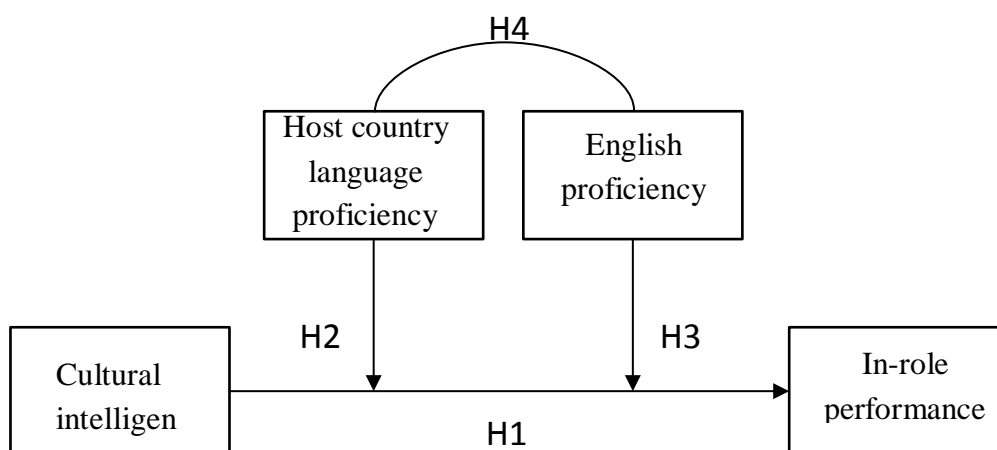 H4
Host country
language
proficiency
English
proficiency
H2
H3
Cultural
intelligen
In-role
performance
H1